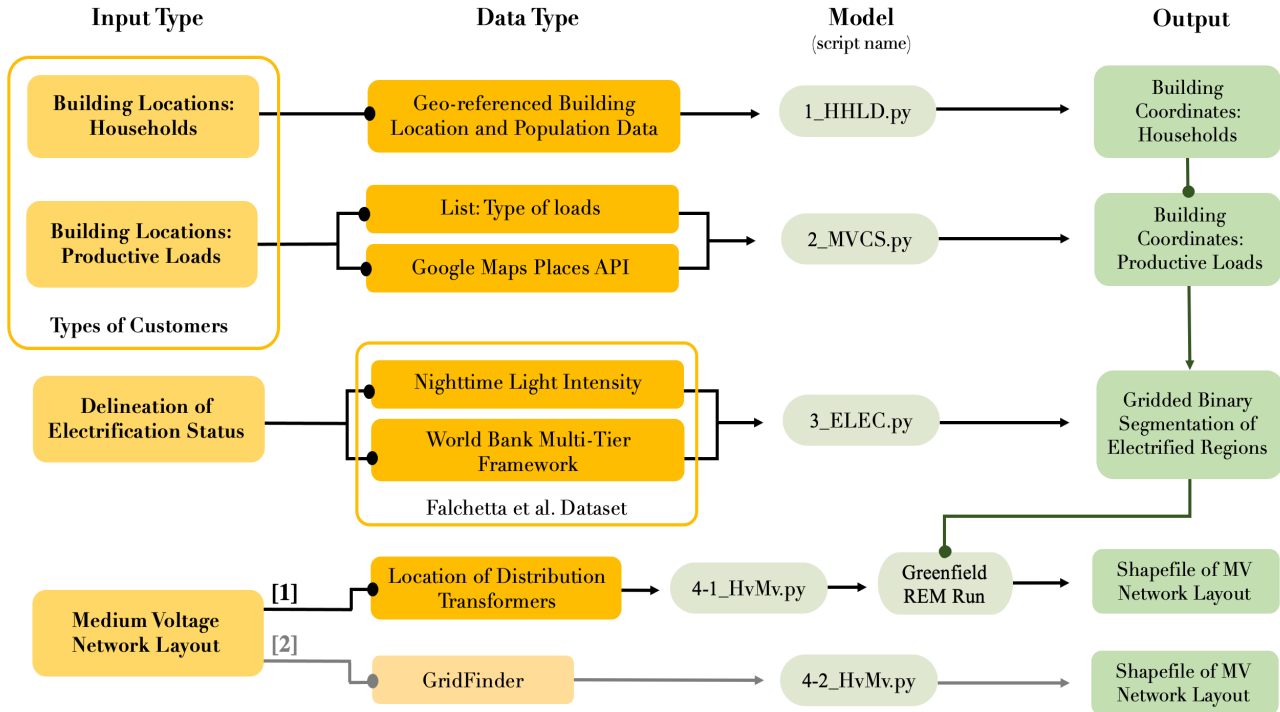 Input Type
Data Type
Model
(script name)
Output
Building Locations:
Households
Geo-referenced Building
Location and Population Data
1_HHLD.py
Building
Coordinates:
Households
Building Locations:
Productive Loads
List: Type of loads
Google Maps Places API
2_MVCS.py
Building
Coordinates:
Productive Loads
Types of Customers
Delineation of
Electrification Status
Nighttime Light Intensity
World Bank Multi-Tier
Framework
Falchetta et al. Dataset
3_ELEC.py
Gridded Binary
Segmentation of
Electrified Regions
Medium Voltage
Network Layout
[1]
Location of Distribution
Transformers
4-1_HvMv.py
Greenfield
REM Run
Shapefile of MV
Network Layout
[2]
GridFinder
4-2_HvMv.py
Shapefile of MV
Network Layout